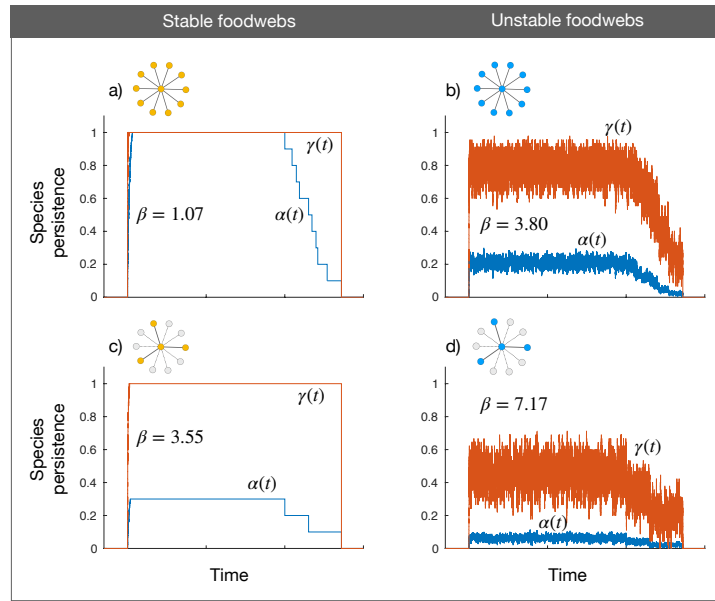 Stable foodwebs
Unstable foodwebs
a)
b)
Species
persistence
1
0.8
0.6
0.4
0.2
0
γ(t)
α(t)
β = 1.07
1
0.8
0.6
0.4
0.2
0
γ(t)
β = 3.80
α(t)
c)
d)
Species
persistence
1
0.8
0.6
0.4
0.2
0
γ(t)
β = 3.55
α(t)
Time
1
0.8
0.6
0.4
0.2
0
β = 7.17
γ(t)
α(t)
Time